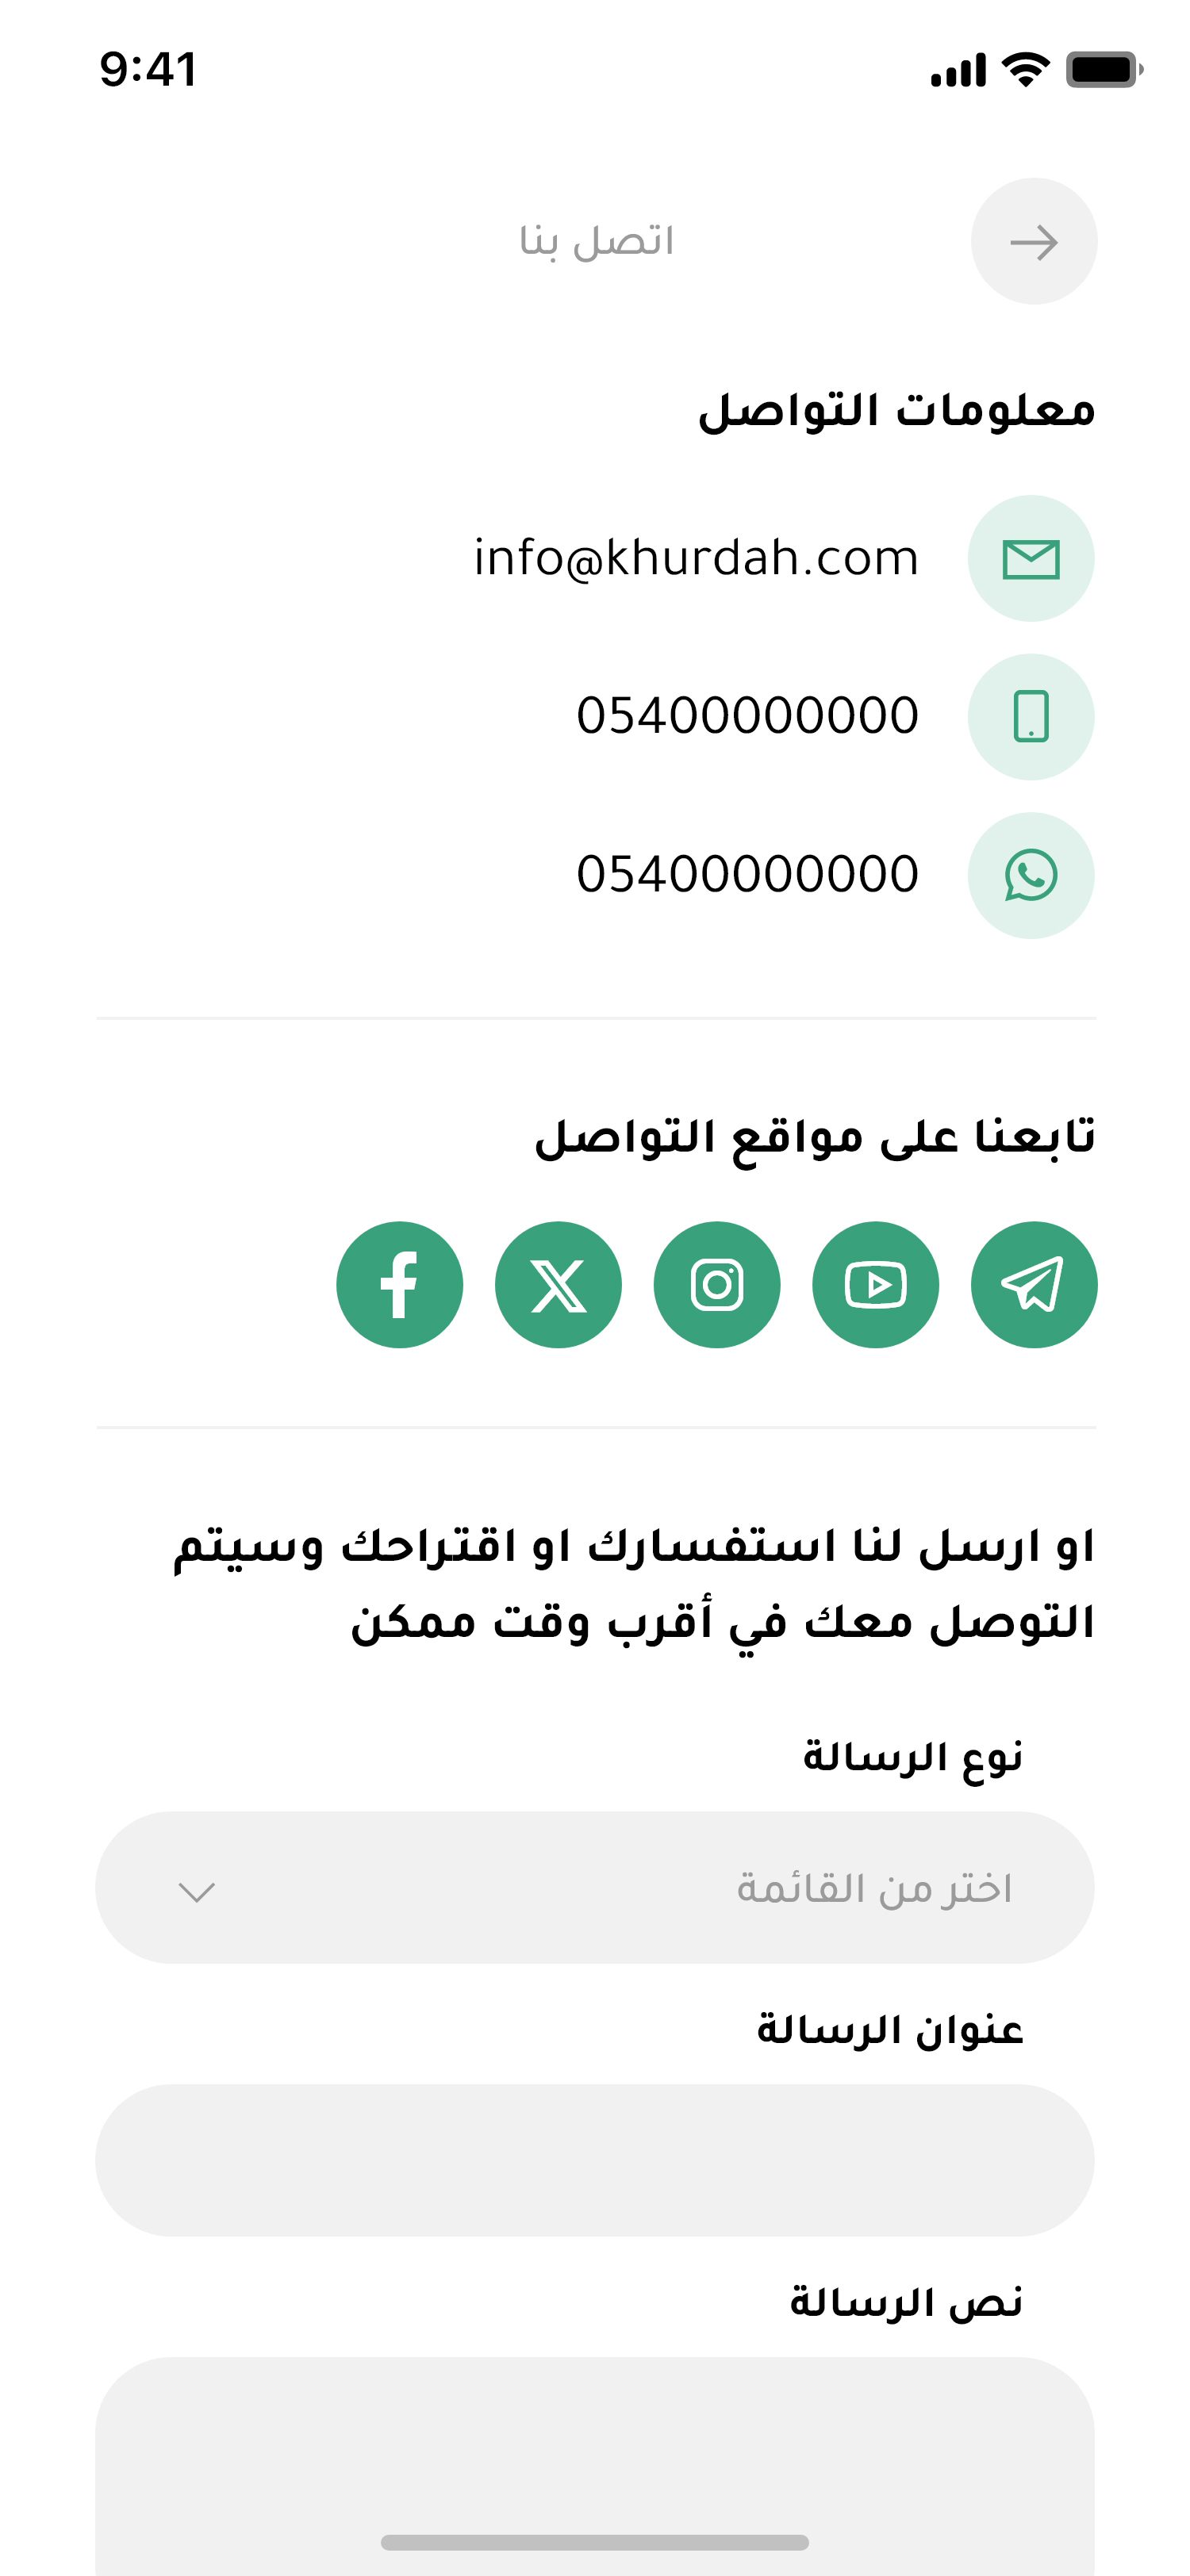 9:41
اتصل بنا
معلومات التواصل
info@khurdah.com
05400000000
05400000000
تابعنا على مواقع التواصل
او ارسل لنا استفسارك او اقتراحك وسيتم
التوصل معك في أقرب وقت ممكن
نوع الرسالة
اختر من القائمة
عنوان الرسالة
نص الرسالة